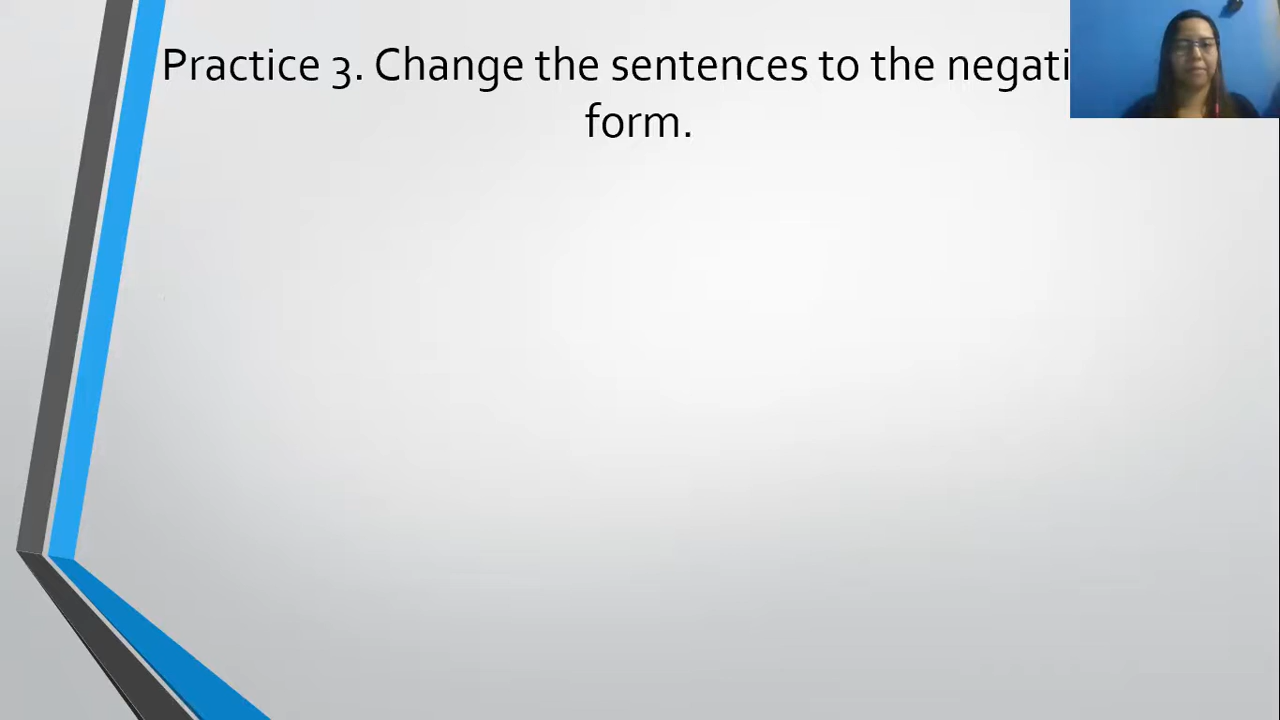 Practice 3. Change the sentences to the negati
form.